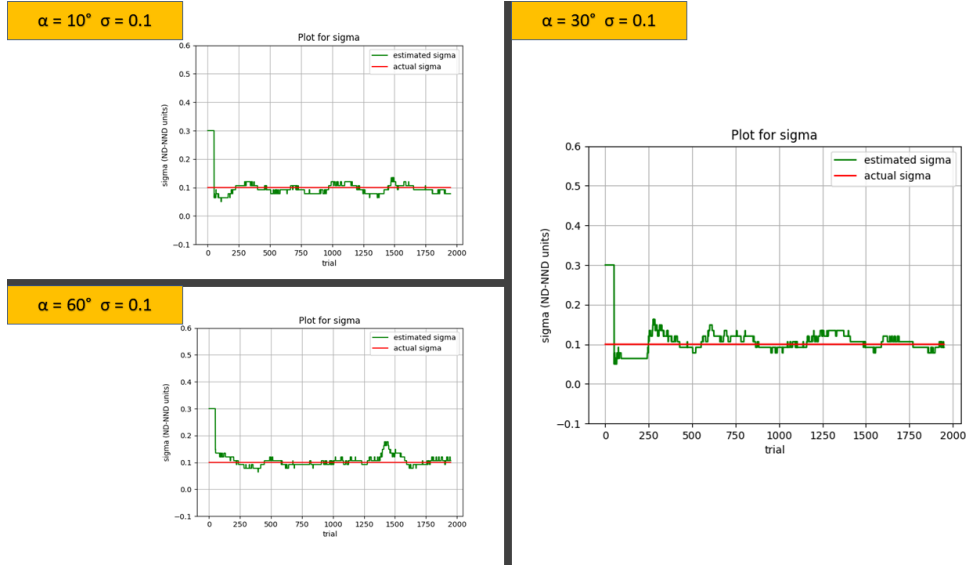 α = 10° σ = 0.1
Plot for sigma
0.6
0.5
0.4
0.3
0.2
0.1
0.0
−0.1
sigma (ND-NND units)
estimated sigma
actual sigma
0 250 500 750 1000 1250 1500 1750 2000
trial
α = 60° σ = 0.1
Plot for sigma
0.6
0.5
0.4
0.3
0.2
0.1
0.0
−0.1
sigma (ND-NND units)
estimated sigma
actual sigma
0 250 500 750 1000 1250 1500 1750 2000
trial
α = 30° σ = 0.1
Plot for sigma
0.6
0.5
0.4
0.3
0.2
0.1
0.0
−0.1
sigma (ND-NND units)
estimated sigma
actual sigma
0 250 500 750 1000 1250 1500 1750 2000
trial